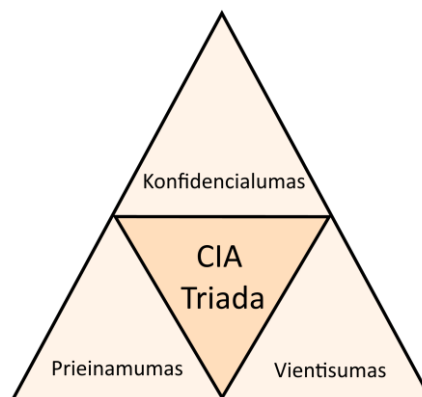 Konfidencialumas
CIA
Triada
Prieinamumas
Vientisumas